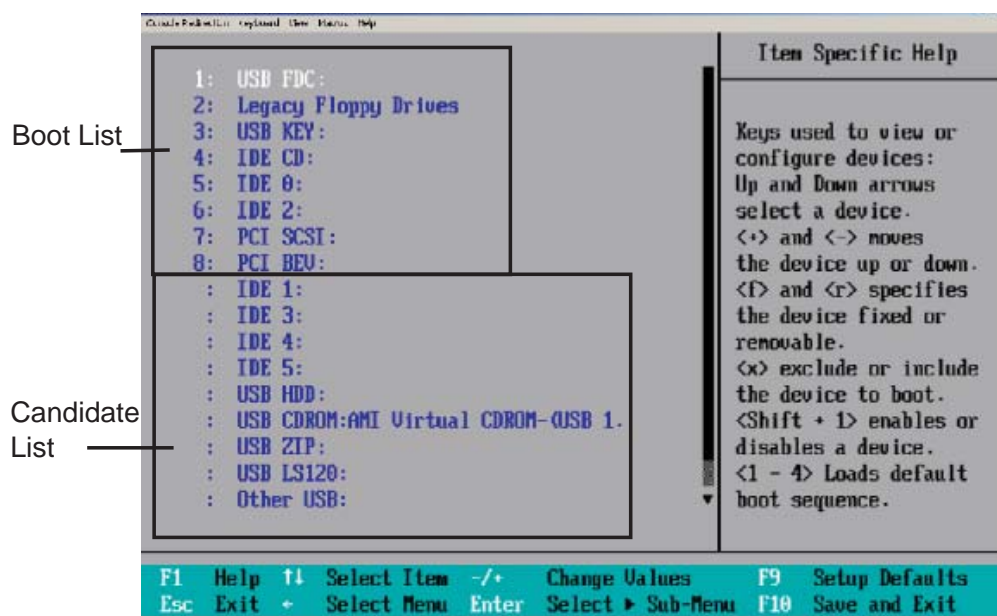 Console Redirection Keyboard View Macros Help
Item Specific Help
Boot List
1: USB FDC:
2: Legacy Floppy Drives
3: USB KEY:
4: IDE CD:
5: IDE 0:
6: IDE 2:
7: PCI SCSI:
8: PCI BEV:
Candidate
List
: IDE 1:
: IDE 3:
: IDE 4:
: IDE 5:
: USB HDD:
: USB CDROM:AMI Virtual CDROM-(USB 1.
: USB ZIP:
: USB LS120:
: Other USB:
Keys used to view or
configure devices:
Up and Down arrows
select a device.
<+> and <-> moves
the device up or down.
<f> and <r> specifies
the device fixed or
removable.
<x> exclude or include
the device to boot.
<Shift + 1> enables or
disables a device.
<1 - 4> Loads default
boot sequence.
F1 Help ↑↓ Select Item -/+ Change Values F9 Setup Defaults
Esc Exit ← Select Menu Enter Select ▶ Sub-Menu F10 Save and Exit